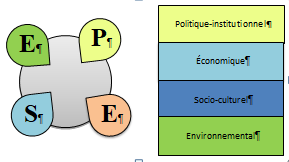 E¶
P¶
S¶
E¶
Politique-institutionnel¶
Économique¶
Socio-culturel¶
Environnemental¶